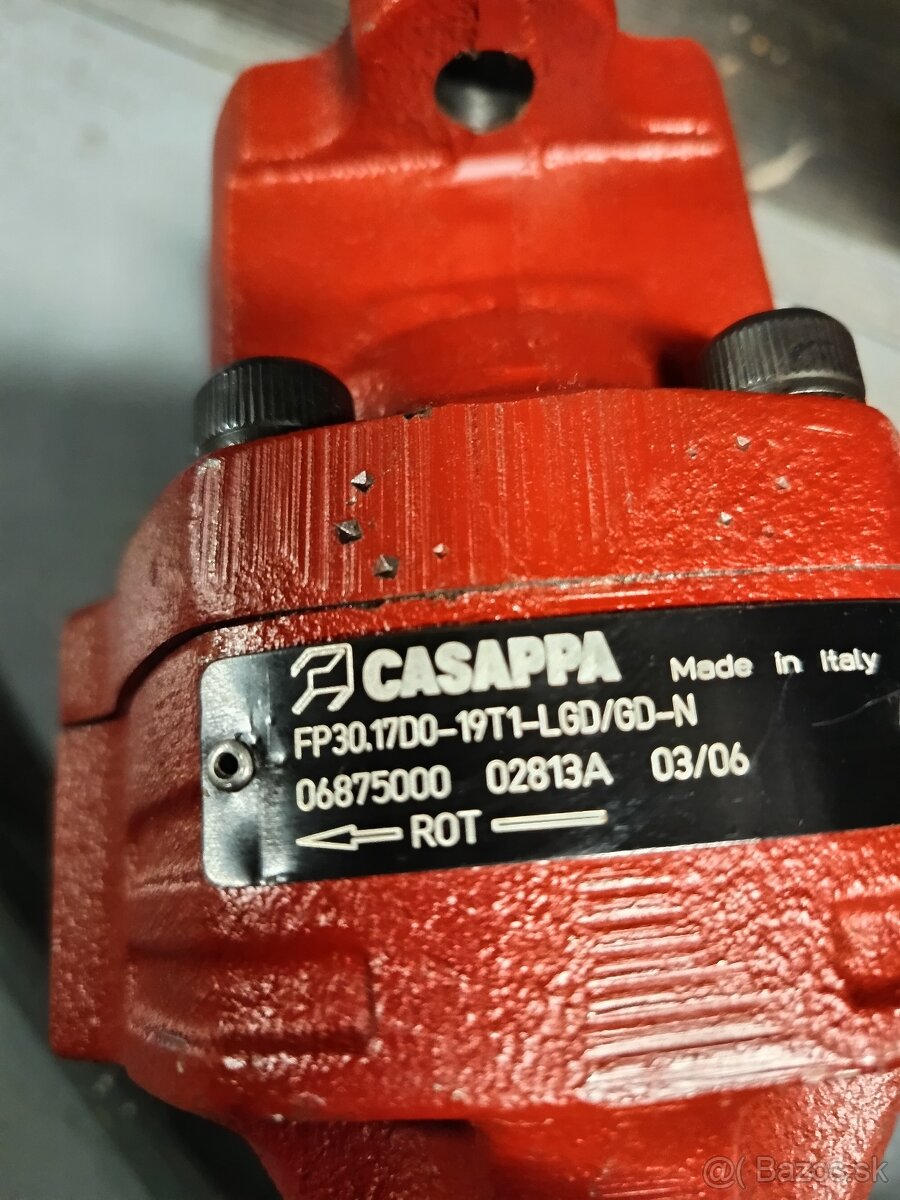 CASAPPA Made in Italy
FP30.17D0-19T1-LGD/GD-N
06875000 02813A 03/06
ROT
@( Bazos.sk